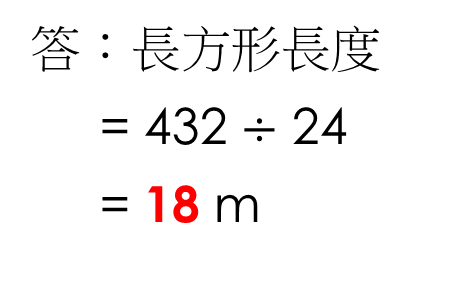 答：長方形長度
= 432 ÷ 24
= 18 m